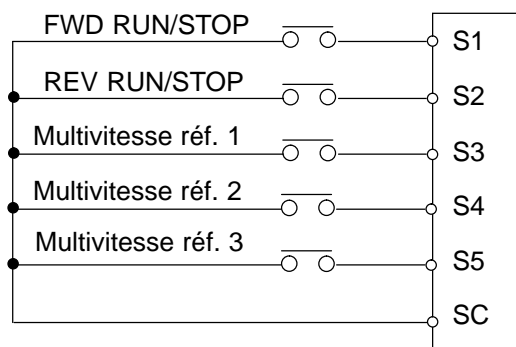 FWD RUN/STOP S1
REV RUN/STOP S2
Multivitesse réf. 1 S3
Multivitesse réf. 2 S4
Multivitesse réf. 3 S5
SC